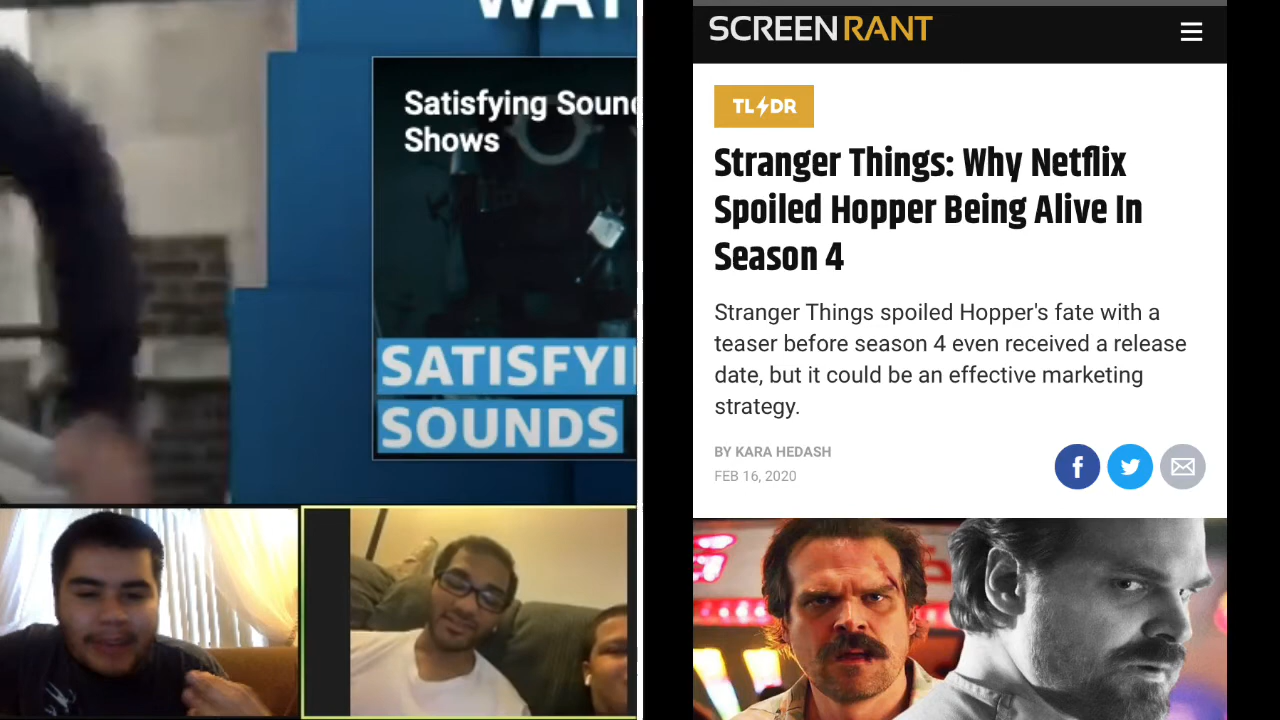 Satisfying
Shows
SATISFYI
SOUNDS
SCREENRANT
TL DR
Stranger Things: Why Netflix
Spoiled Hopper Being Alive In
Season 4
Stranger Things spoiled Hopper's fate with a
teaser before season 4 even received a release
date, but it could be an effective marketing
strategy.
BY KARA HEDASH
FEB 16, 2020